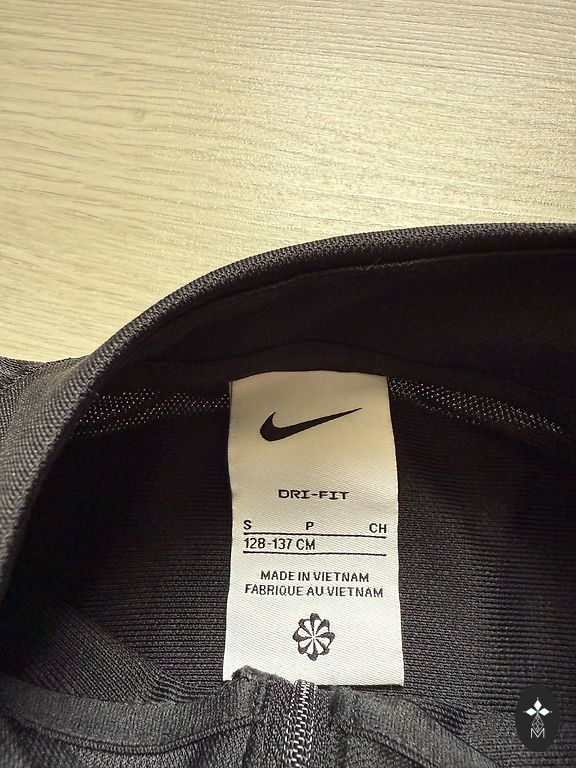 DRI-FIT
S P CH
128-137 CM
MADE IN VIETNAM
FABRIQUE AU VIETNAM
M